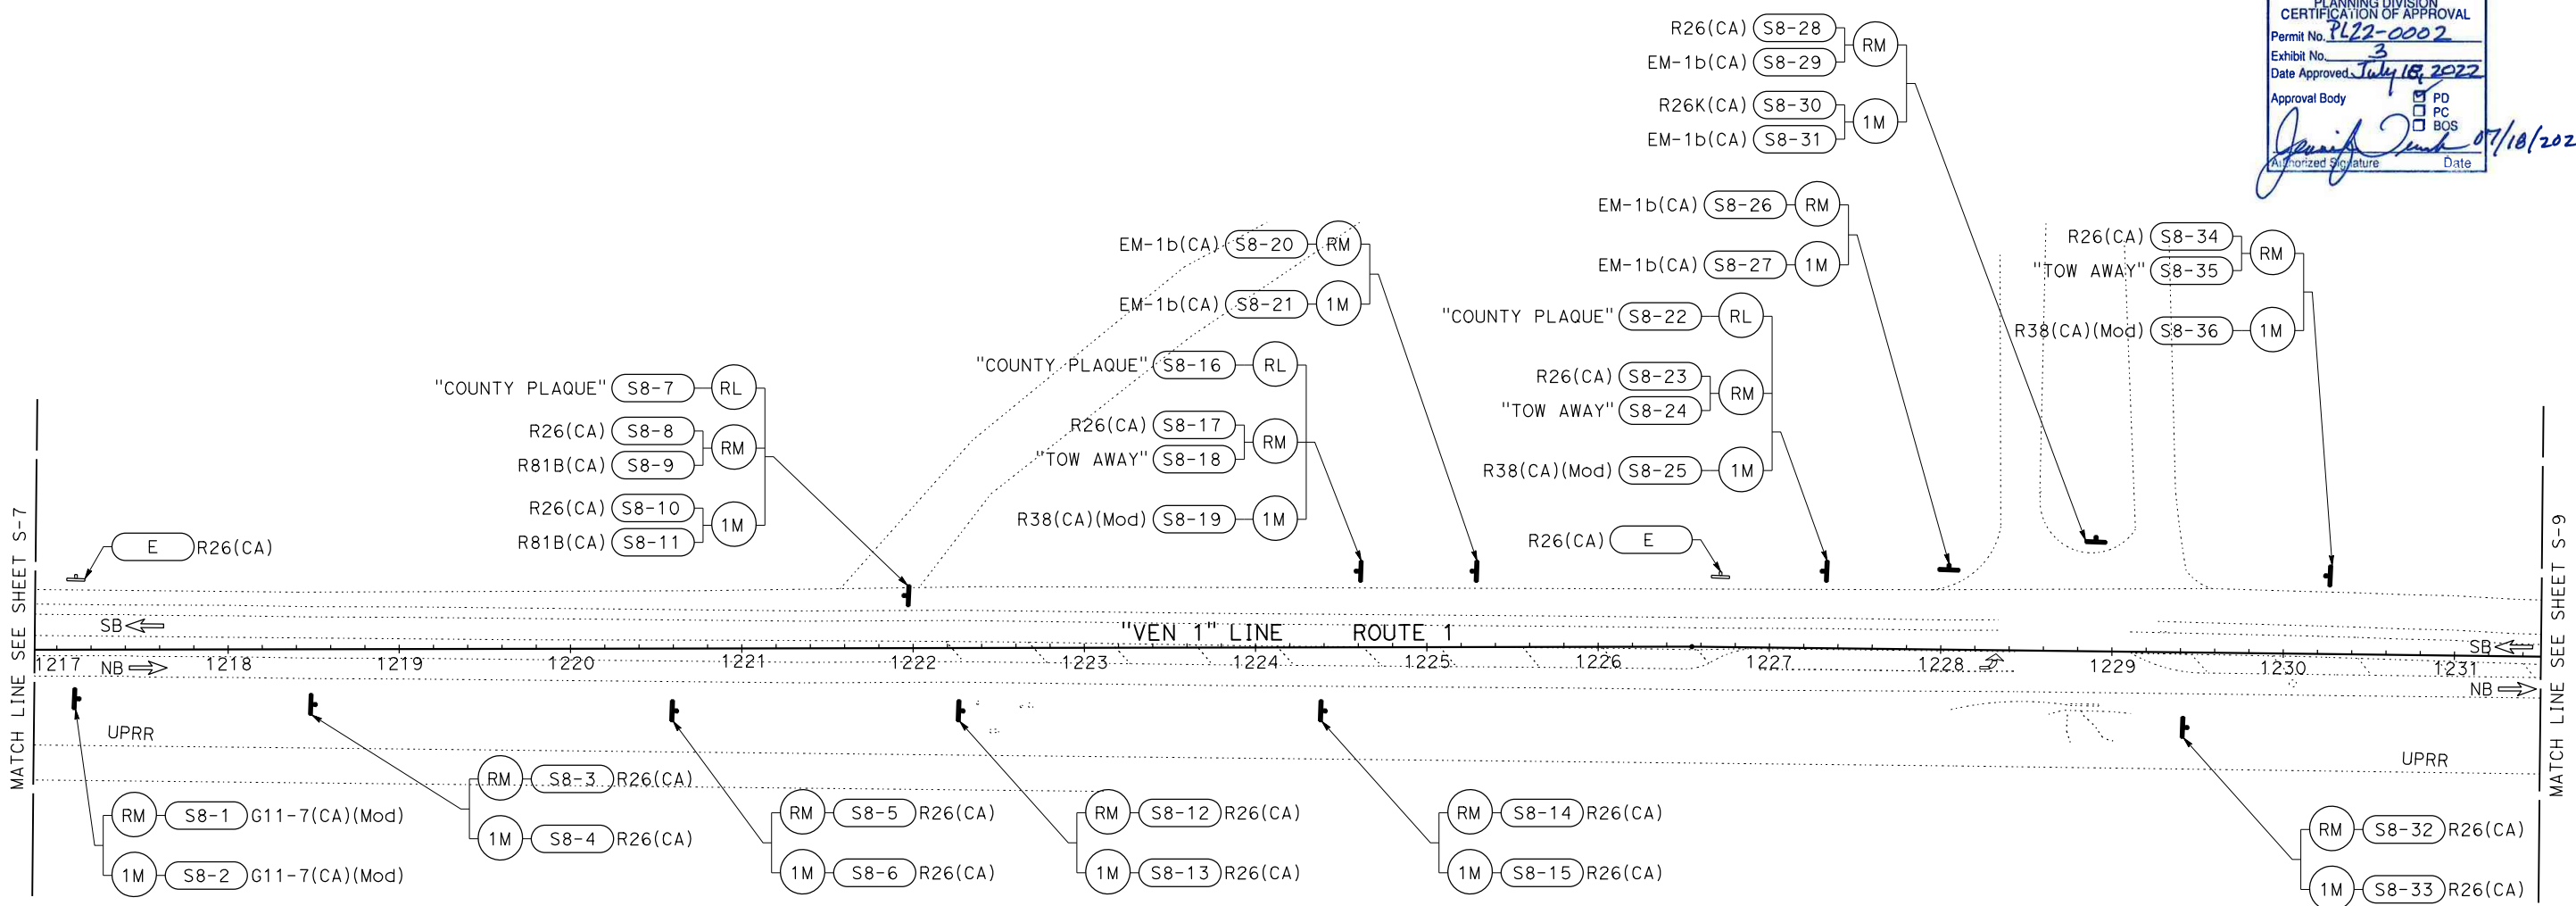 PLANNING DIVISION
CERTIFICATION OF APPROVAL
Permit No. PL22-0002
Exhibit No. 3
Date Approved July 18, 2022
Approval Body
PD
PC
BOS
07/18/202
Authorized Signature Date
R26(CA) S8-28
RM
EM-1b(CA) S8-29
R26K(CA) S8-30
1M
EM-1b(CA) S8-31
EM-1b(CA) S8-26 RM
EM-1b(CA) S8-27 1M
EM-1b(CA) S8-20 RM
EM-1b(CA) S8-21 1M
R26(CA) S8-34
RM
"TOW AWAY" S8-35
R38(CA)(Mod) S8-36 1M
"COUNTY PLAQUE" S8-22 RL
R26(CA) S8-23
RM
"TOW AWAY" S8-24
R38(CA)(Mod) S8-25 1M
"COUNTY PLAQUE" S8-16 RL
R26(CA) S8-17
RM
"TOW AWAY" S8-18
R38(CA)(Mod) S8-19 1M
"COUNTY PLAQUE" S8-7 RL
R26(CA) S8-8
RM
R81B(CA) S8-9
R26(CA) S8-10
1M
R81B(CA) S8-11
E R26(CA)
R26(CA) E
MATCH LINE SEE SHEET S-7
MATCH LINE SEE SHEET S-9
SB
"VEN 1" LINE ROUTE 1
SB
1217 1218 1219 1220 1221 1222 1223 1224 1225 1226 1227 1228 1229 1230 1231
NB
NB
UPRR
UPRR
RM S8-1 G11-7(CA)(Mod)
1M S8-2 G11-7(CA)(Mod)
RM S8-3 R26(CA)
1M S8-4 R26(CA)
RM S8-5 R26(CA)
1M S8-6 R26(CA)
RM S8-12 R26(CA)
1M S8-13 R26(CA)
RM S8-14 R26(CA)
1M S8-15 R26(CA)
RM S8-32 R26(CA)
1M S8-33 R26(CA)